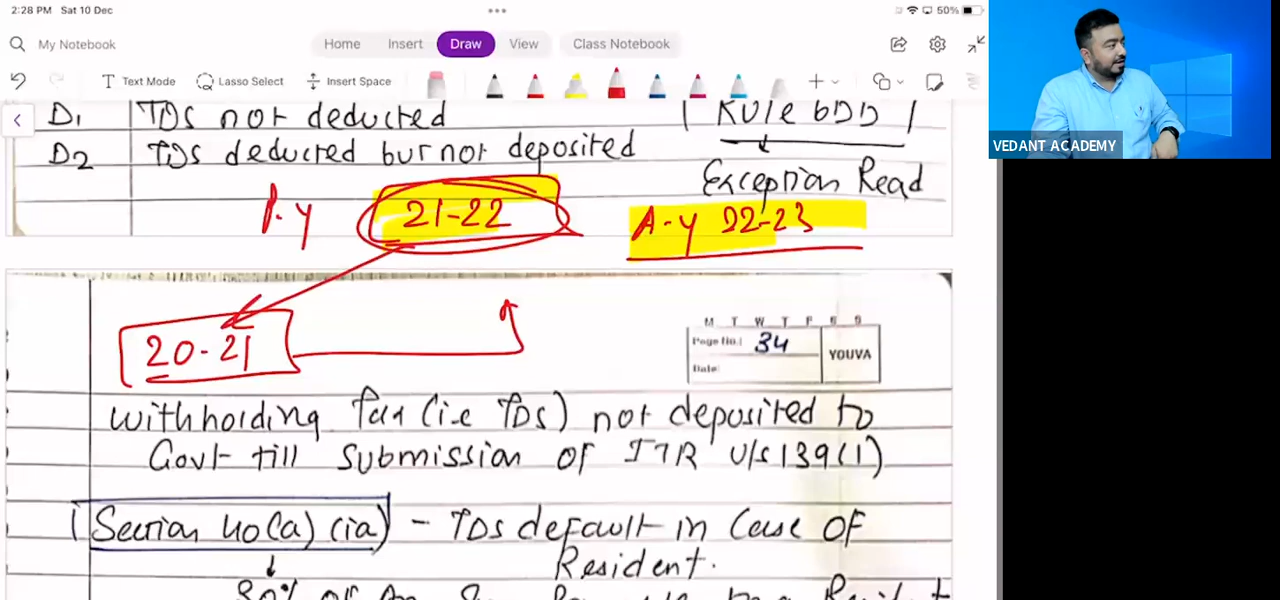 2:28 PM Sat 10 Dec
50%
My Notebook
Home Insert Draw View Class Notebook
Text Mode Lasso Select Insert Space
VEDANT ACADEMY
D1 TDS not deducted
Rule 6DD
D2 TDS deducted but not deposited
Exception Read
P.y 21-22 A.y 22-23
20-21
M T W T F S S
Page No.: 34
Date:
YOUVA
withholding Tax (i.e TDS) not deposited to
Govt till submission of ITR u/s 139(1)
Section 40(a)(ia) - TDS default in case of
Resident.